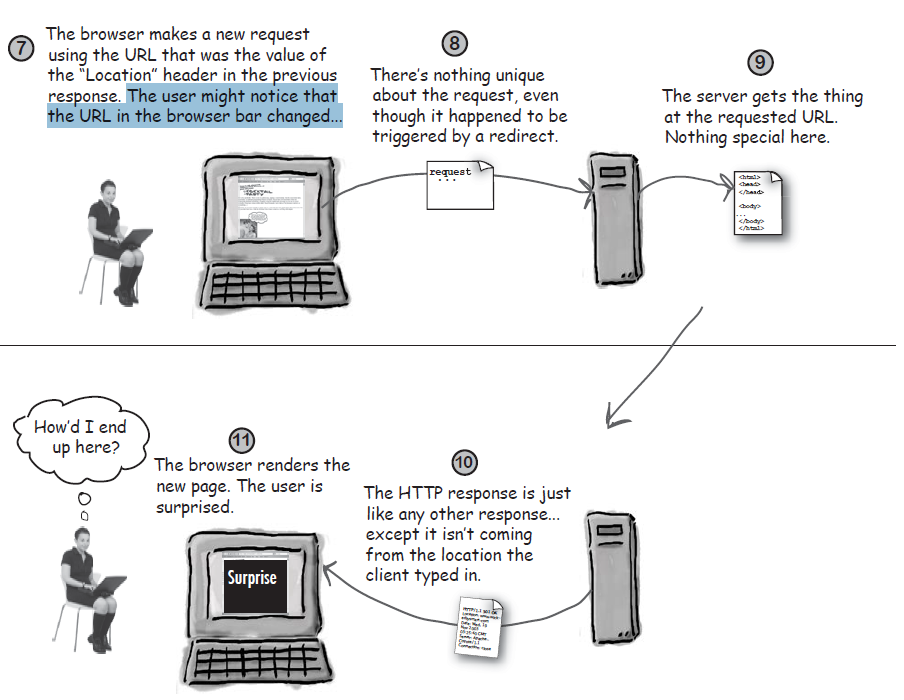 7
The browser makes a new request
using the URL that was the value of
the “Location” header in the previous
response. The user might notice that
the URL in the browser bar changed...
8
There’s nothing unique
about the request, even
though it happened to be
triggered by a redirect.
request
...
9
The server gets the thing
at the requested URL.
Nothing special here.
<html>
<head>
</head>
<body>
...
</body>
</html>
How’d I end
up here?
11
The browser renders the
new page. The user is
surprised.
Surprise
10
The HTTP response is just
like any other response...
except it isn’t coming
from the location the
client typed in.